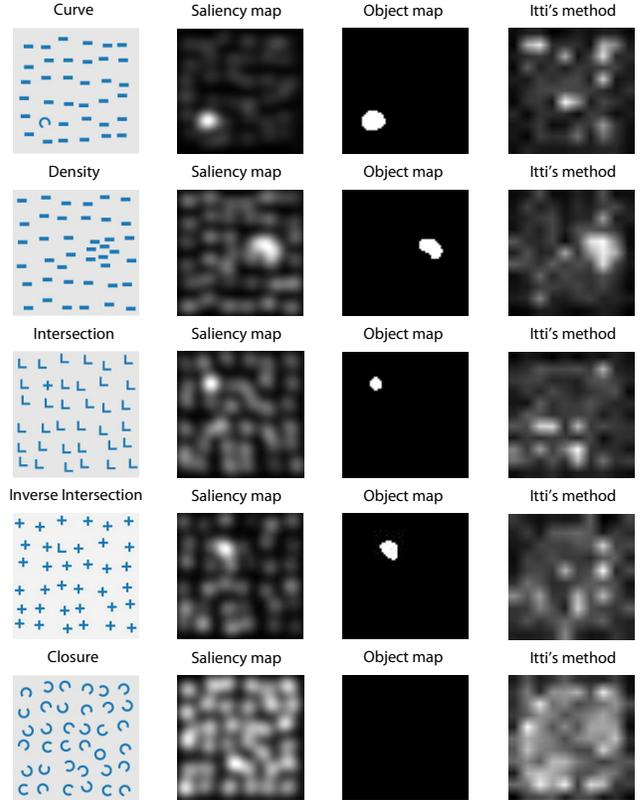 Curve Saliency map Object map Itti's method
Density Saliency map Object map Itti's method
Intersection Saliency map Object map Itti's method
Inverse Intersection Saliency map Object map Itti's method
Closure Saliency map Object map Itti's method